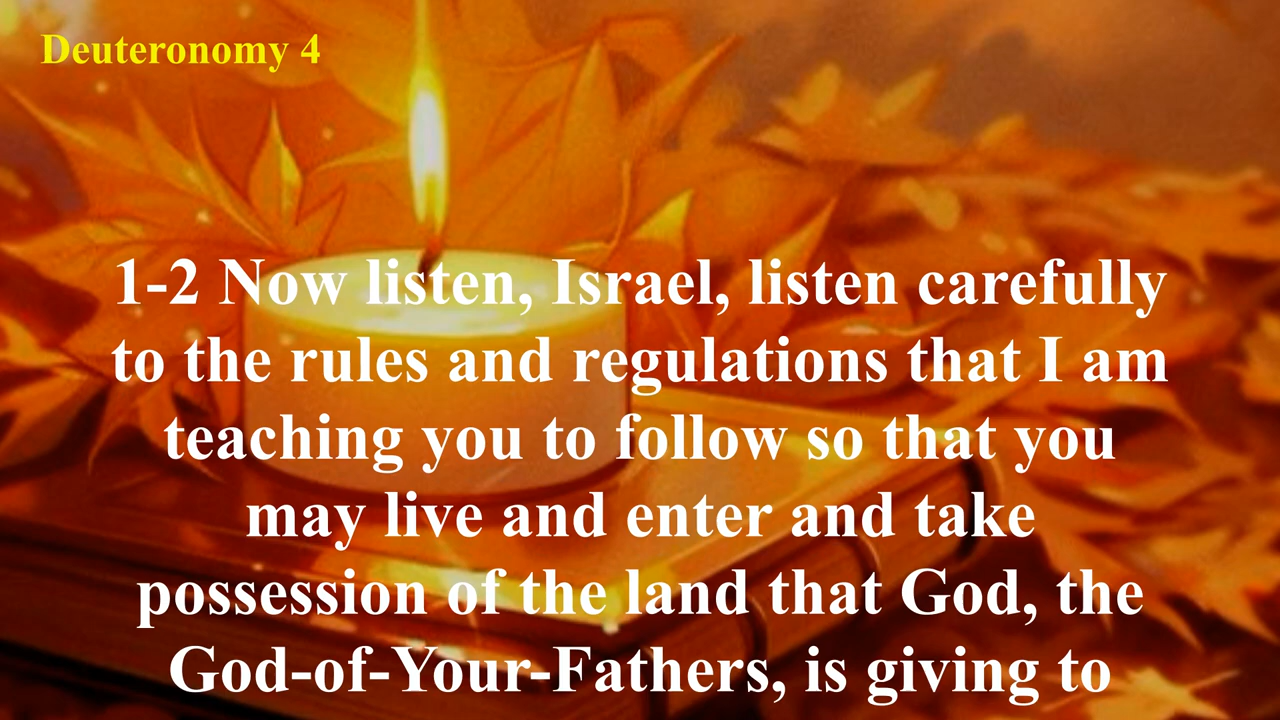 Deuteronomy 4
1-2 Now listen, Israel, listen carefully
to the rules and regulations that I am
teaching you to follow so that you
may live and enter and take
possession of the land that God, the
God-of-Your-Fathers, is giving to